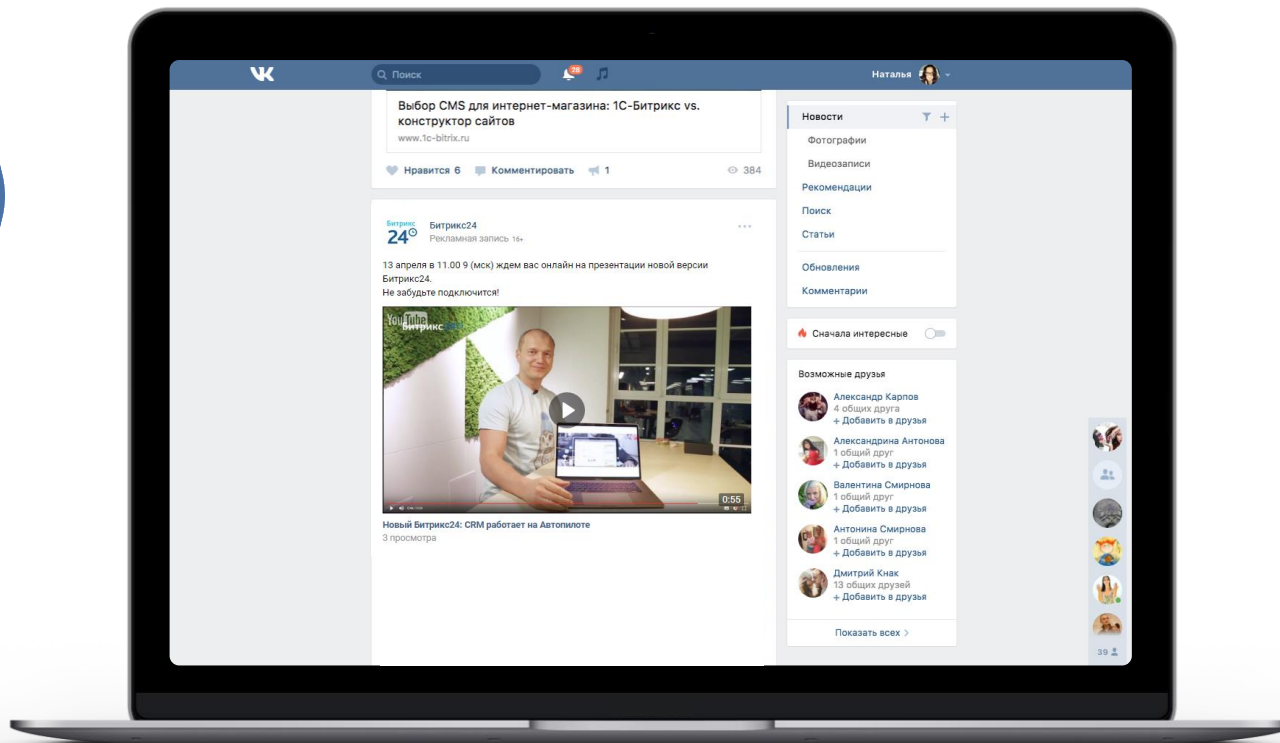 Поиск
28
Наталья
Выбор CMS для интернет-магазина: 1С-Битрикс vs.
конструктор сайтов
www.1c-bitrix.ru
Нравится 6 Комментировать 1 384
Битрикс
24
Битрикс24
Рекламная запись 16+
13 апреля в 11.00 9 (мск) ждем вас онлайн на презентации новой версии
Битрикс24.
Не забудьте подключится!
YouTube
Битрикс
0:55
Новый Битрикс24: CRM работает на Автопилоте
3 просмотра
Новости
Фотографии
Видеозаписи
Рекомендации
Поиск
Статьи
Обновления
Комментарии
Сначала интересные
Возможные друзья
Александр Карпов
4 общих друга
+ Добавить в друзья
Александрина Антонова
1 общий друг
+ Добавить в друзья
Валентина Смирнова
1 общий друг
+ Добавить в друзья
Антонина Смирнова
1 общий друг
+ Добавить в друзья
Дмитрий Кнак
13 общих друзей
+ Добавить в друзья
Показать всех
39